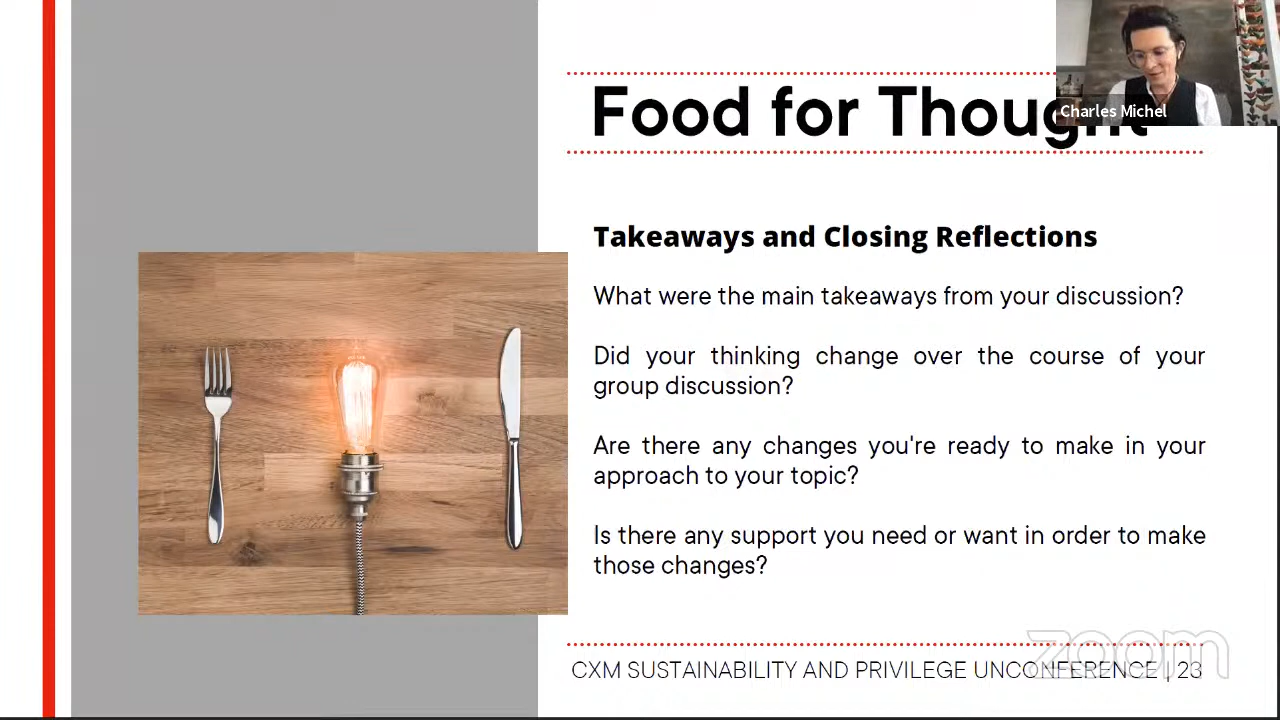 Food for Thought
Charles Michel
Takeaways and Closing Reflections
What were the main takeaways from your discussion?
Did your thinking change over the course of your
group discussion?
Are there any changes you're ready to make in your
approach to your topic?
Is there any support you need or want in order to make
those changes?
zoom
CXM SUSTAINABILITY AND PRIVILEGE UNCONFERENCE | 23